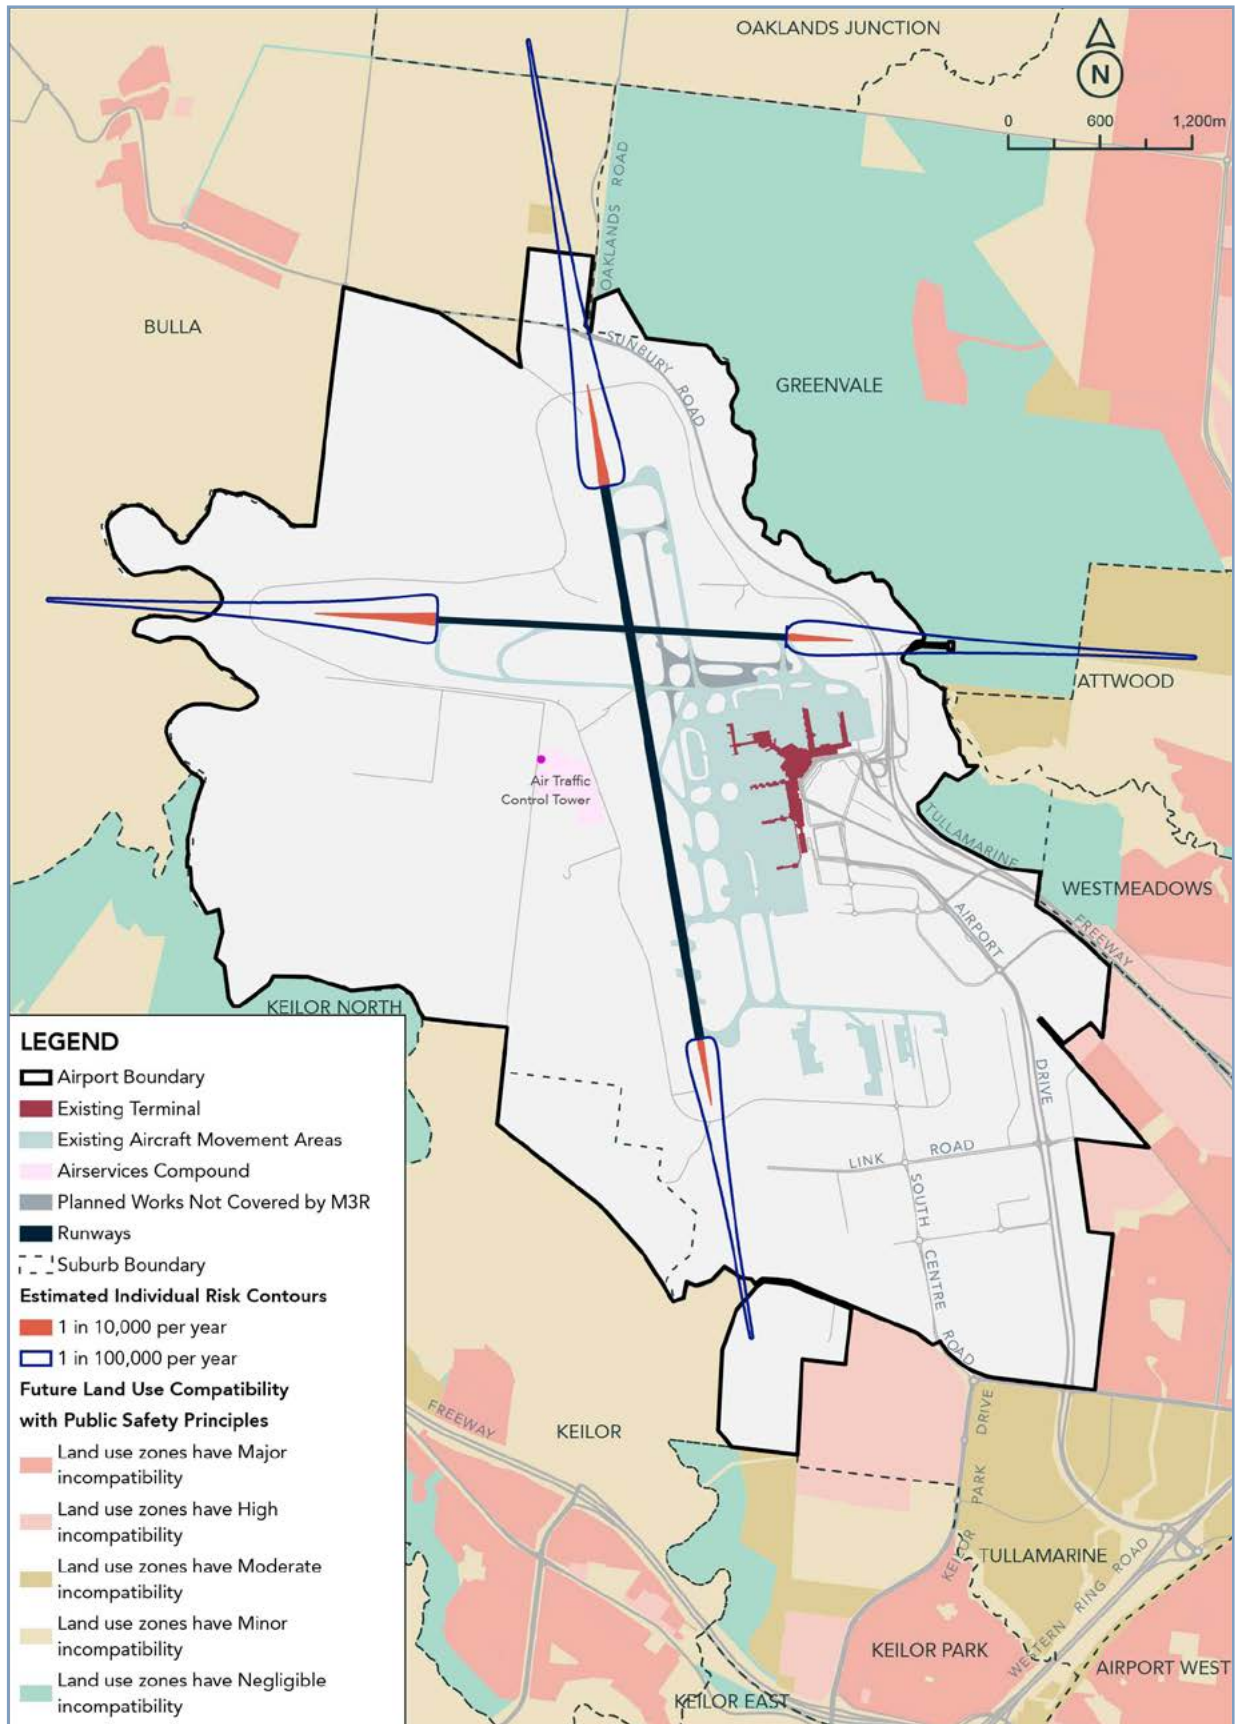 OAKLANDS JUNCTION
N
0 600 1,200m
OAKLANDS ROAD
BULLA
SUNBURY ROAD
GREENVALE
ATTWOOD
Air Traffic
Control Tower
TULLAMARINE
FREEWAY
WESTMEADOWS
AIRPORT
DRIVE
KEILOR NORTH
LINK ROAD
SOUTH CENTRE ROAD
LEGEND
Airport Boundary
Existing Terminal
Existing Aircraft Movement Areas
Airservices Compound
Planned Works Not Covered by M3R
Runways
Suburb Boundary
Estimated Individual Risk Contours
1 in 10,000 per year
1 in 100,000 per year
Future Land Use Compatibility
with Public Safety Principles
Land use zones have Major
incompatibility
Land use zones have High
incompatibility
Land use zones have Moderate
incompatibility
Land use zones have Minor
incompatibility
Land use zones have Negligible
incompatibility
FREEWAY
KEILOR
KEILOR PARK DRIVE
TULLAMARINE
WESTERN RING ROAD
KEILOR PARK
AIRPORT WEST
KEILOR EAST